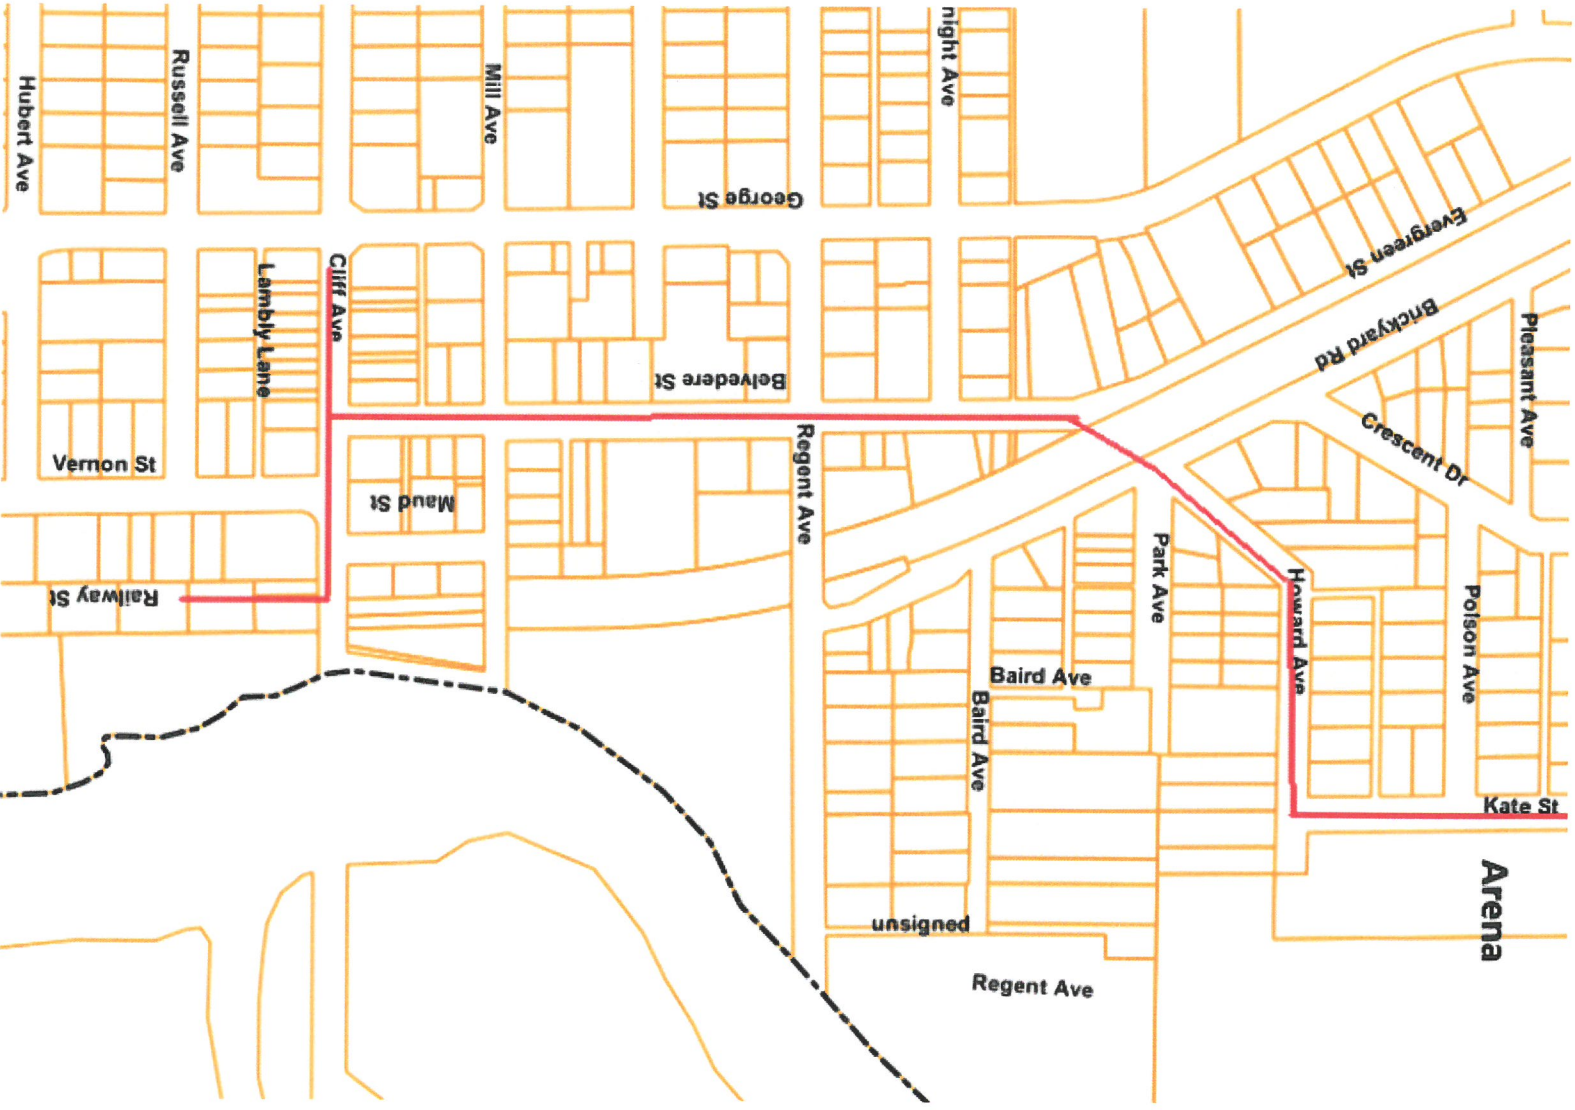 night Ave
Russell Ave
Mill Ave
Hubert Ave
George St
Evergreen St
Cliff Ave
Lambly Lane
Brickyard Rd
Pleasant Ave
Belvedere St
Crescent Dr
Regent Ave
Vernon St
Maud St
Park Ave
Howard Ave
Railway St
Polson Ave
Baird Ave
Baird Ave
Kate St
Arena
unsigned
Regent Ave